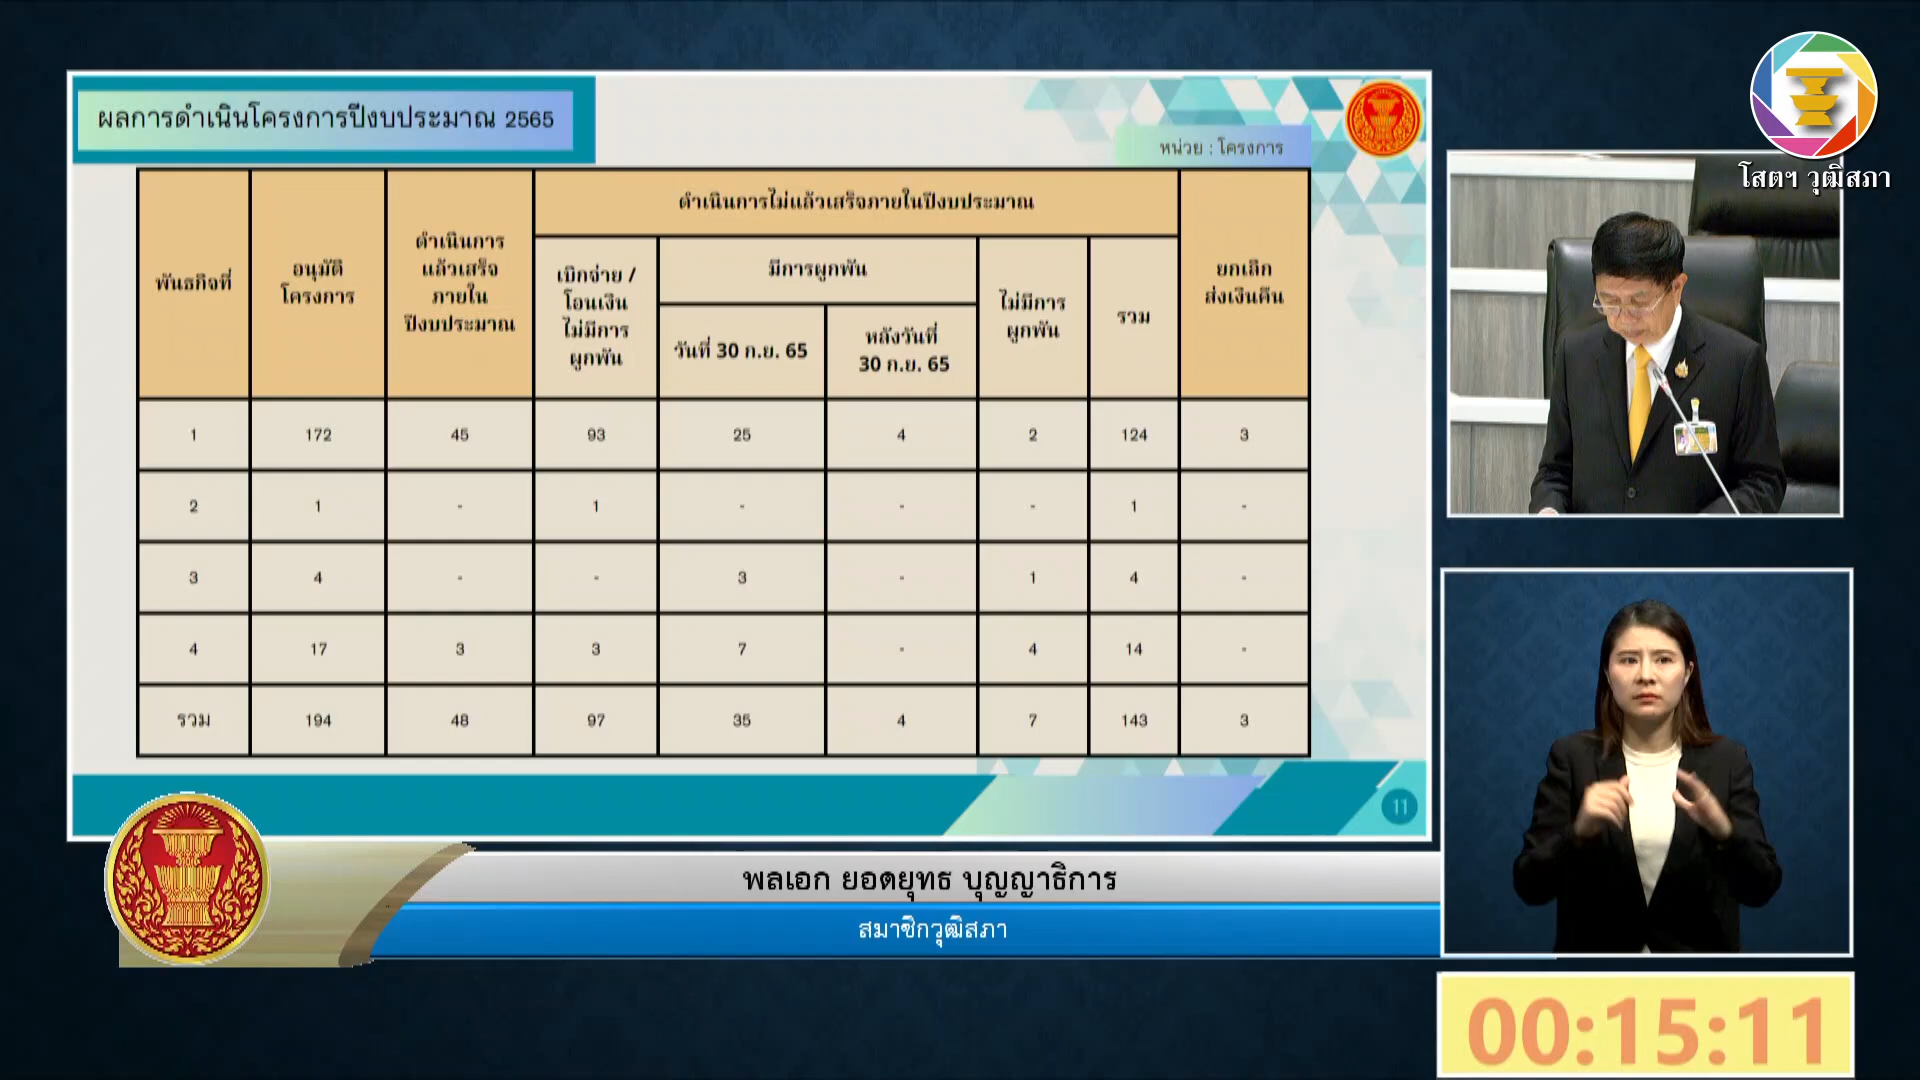 โสตฯ วุฒิสภา
ผลการดำเนินโครงการปีงบประมาณ 2565
หน่วย : โครงการ
พันธกิจที่
อนุมัติ
โครงการ
ดำเนินการ
แล้วเสร็จ
ภายใน
ปีงบประมาณ
ดำเนินการไม่แล้วเสร็จภายในปีงบประมาณ
เบิกจ่าย /
โอนเงิน
ไม่มีการ
ผูกพัน
มีการผูกพัน
วันที่ 30 ก.ย. 65
หลังวันที่
30 ก.ย. 65
ไม่มีการ
ผูกพัน
รวม
ยกเลิก
ส่งเงินคืน
1 172 45 93 25 4 2 124 3
2 1 - 1 - - - 1 -
3 4 - - 3 - 1 4 -
4 17 3 3 7 - 4 14 -
รวม 194 48 97 35 4 7 143 3
11
พลเอก ยอดยุทธ บุญญาธิการ
สมาชิกวุฒิสภา
00:15:11